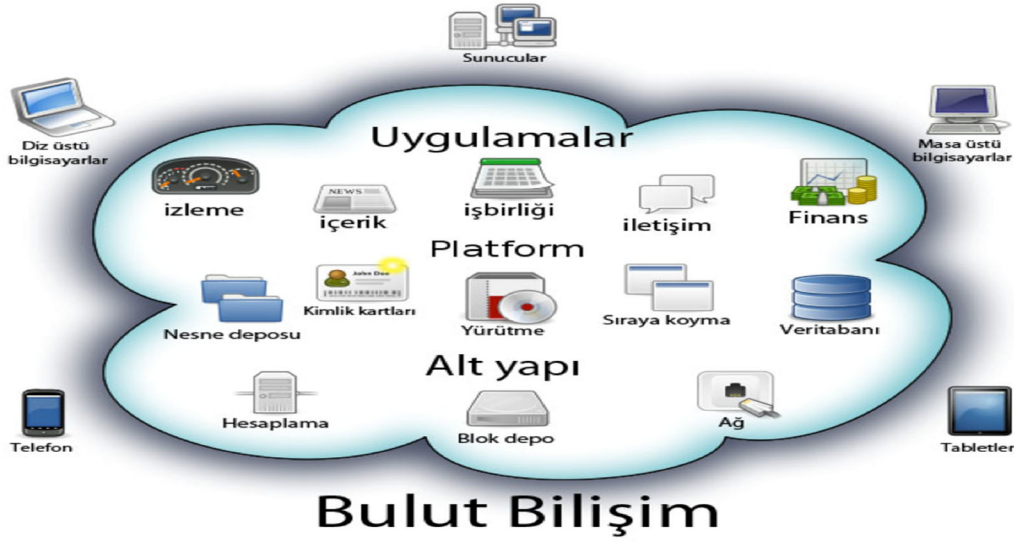 Sunucular
Diz üstü
bilgisayarlar
Masa üstü
bilgisayarlar
Uygulamalar
izleme
NEWS
içerik
işbirliği
iletişim
Finans
Platform
Nesne deposu
John Doe
Kimlik kartları
Yürütme
Sıraya koyma
Veritabanı
Alt yapı
Hesaplama
Blok depo
Ağ
Telefon
Tabletler
Bulut Bilişim